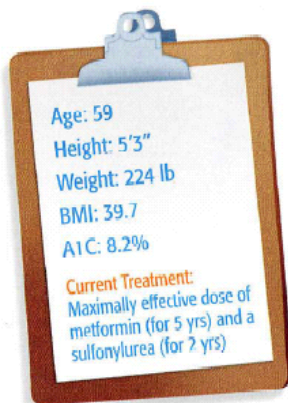 Age: 59
Height: 5'3"
Weight: 224 lb
BMI: 39.7
A1C: 8.2%
Current Treatment:
Maximally effective dose of
metformin (for 5 yrs) and a
sulfonylurea (for 2 yrs)